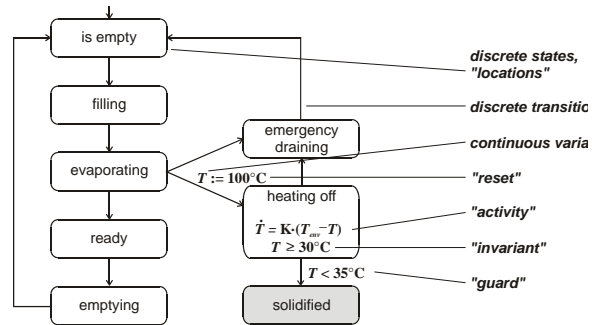 is empty
discrete states,
"locations"
filling
discrete transitio
emergency
draining
continuous varia
evaporating
T := 100°C
"reset"
heating off
"activity"
Ṫ = K·(Tenv−T)
ready
T ≥ 30°C
"invariant"
T < 35°C
"guard"
emptying
solidified